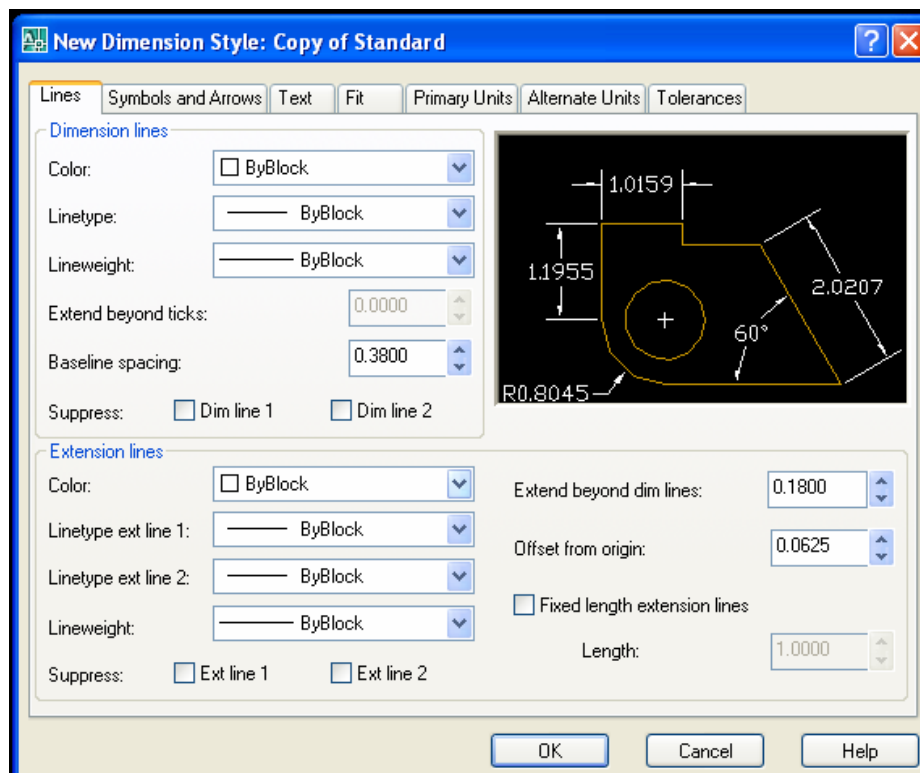 New Dimension Style: Copy of Standard
Lines Symbols and Arrows Text Fit Primary Units Alternate Units Tolerances
Dimension lines
Color: ByBlock
Linetype: ByBlock
Lineweight: ByBlock
Extend beyond ticks: 0.0000
Baseline spacing: 0.3800
Suppress: Dim line 1 Dim line 2
1.0159
1.1955
2.0207
60°
R0.8045
Extension lines
Color: ByBlock
Linetype ext line 1: ByBlock
Linetype ext line 2: ByBlock
Lineweight: ByBlock
Suppress: Ext line 1 Ext line 2
Extend beyond dim lines: 0.1800
Offset from origin: 0.0625
Fixed length extension lines
Length: 1.0000
OK Cancel Help